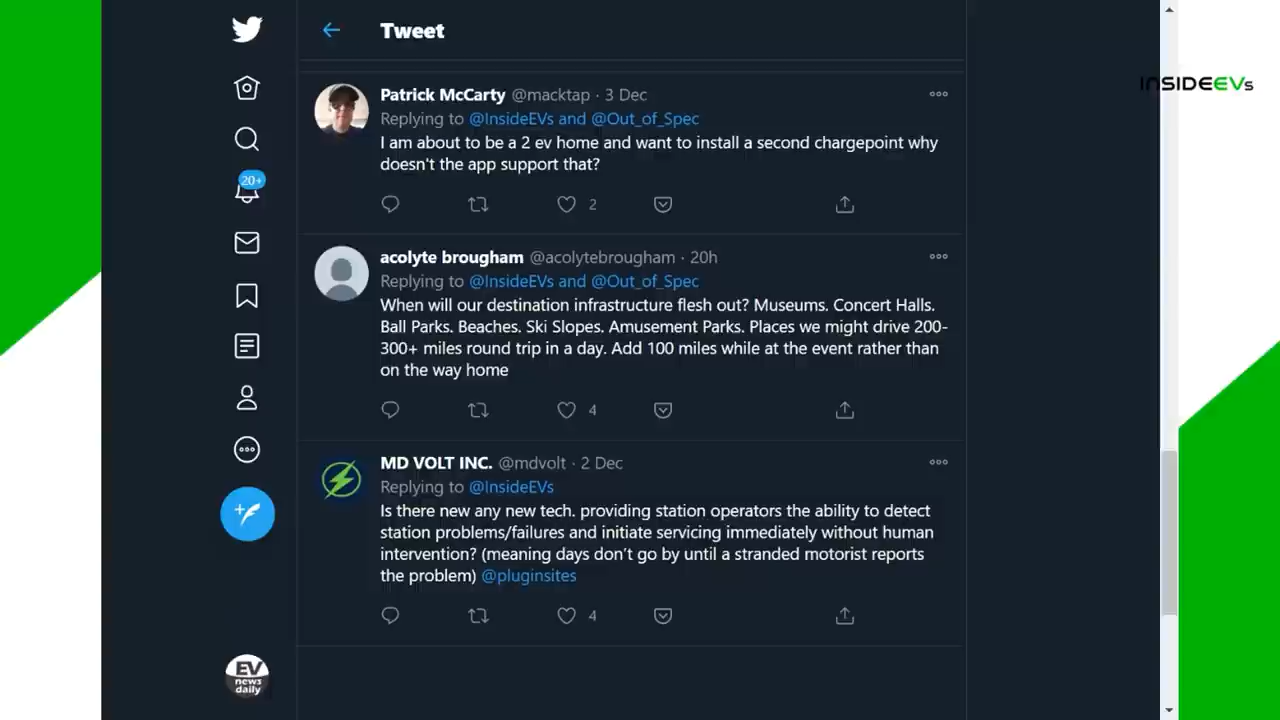 Tweet
INSIDEEVs
Patrick McCarty @macktap · 3 Dec
Replying to @InsideEVs and @Out_of_Spec
I am about to be a 2 ev home and want to install a second chargepoint why
doesn't the app support that?
2
20+
acolyte brougham @acolytebrougham · 20h
Replying to @InsideEVs and @Out_of_Spec
When will our destination infrastructure flesh out? Museums. Concert Halls.
Ball Parks. Beaches. Ski Slopes. Amusement Parks. Places we might drive 200-
300+ miles round trip in a day. Add 100 miles while at the event rather than
on the way home
4
MD VOLT INC. @mdvolt · 2 Dec
Replying to @InsideEVs
Is there new any new tech. providing station operators the ability to detect
station problems/failures and initiate servicing immediately without human
intervention? (meaning days don't go by until a stranded motorist reports
the problem) @pluginsites
4
EV
news
daily